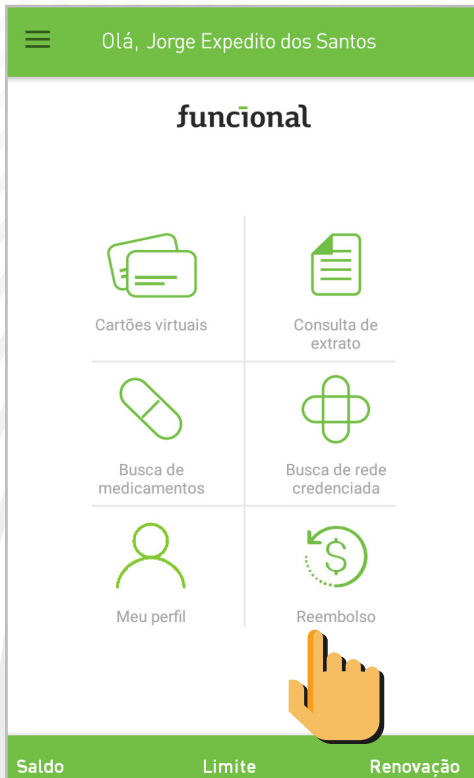 Olá, Jorge Expedito dos Santos
funcional
Cartões virtuais
Consulta de
extrato
Busca de
medicamentos
Busca de rede
credenciada
Meu perfil
$
Reembolso
Saldo
Limite
Renovação